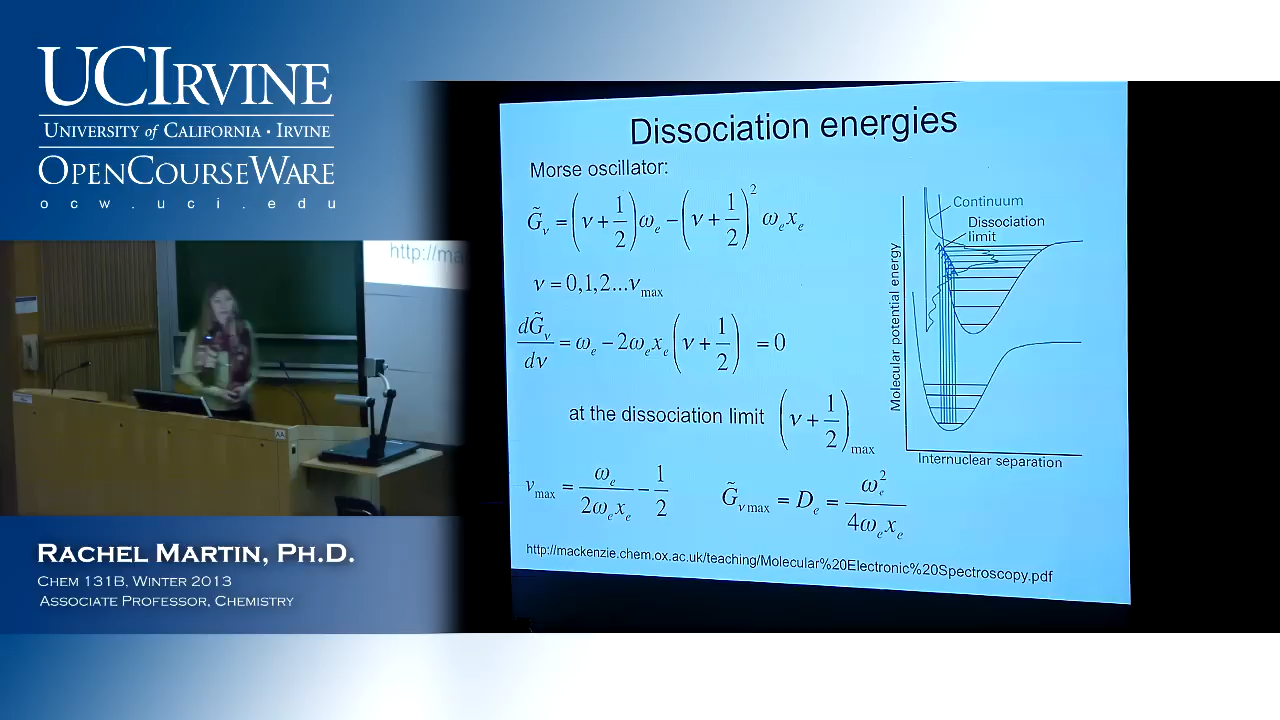 UCIRVINE
UNIVERSITY of CALIFORNIA · IRVINE
OPENCOURSEWARE
ocw.uci.edu
http://ma
RACHEL MARTIN, PH.D.
CHEM 131B, WINTER 2013
ASSOCIATE PROFESSOR, CHEMISTRY
Dissociation energies
Morse oscillator:
G̃ᵥ = (ν + 1/2)ωₑ − (ν + 1/2)² ωₑxₑ
ν = 0,1,2...ν_max
dG̃ᵥ/dν = ωₑ − 2ωₑxₑ(ν + 1/2) = 0
at the dissociation limit (ν + 1/2)_max
ν_max = ωₑ/2ωₑxₑ − 1/2
G̃_ν max = Dₑ = ωₑ²/4ωₑxₑ
http://mackenzie.chem.ox.ac.uk/teaching/Molecular%20Electronic%20Spectroscopy.pdf
Continuum
Dissociation
limit
Molecular potential energy
Internuclear separation